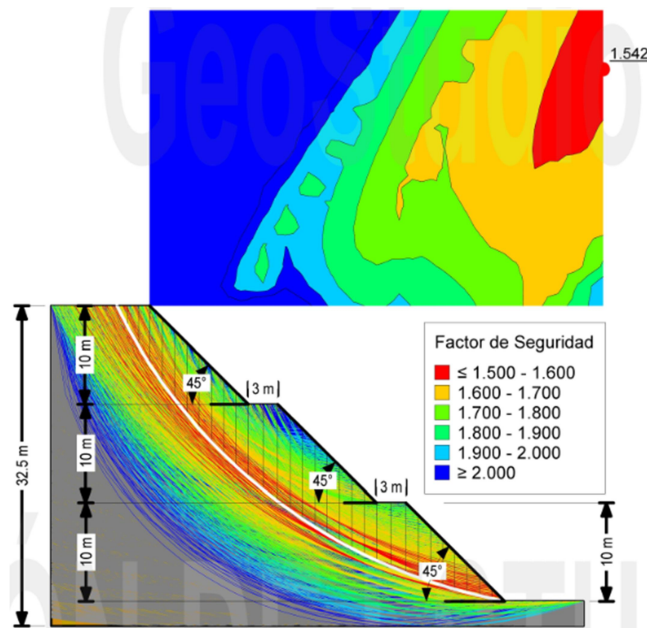 GeoStudio
1.542
Factor de Seguridad
≤ 1.500 - 1.600
1.600 - 1.700
1.700 - 1.800
1.800 - 1.900
1.900 - 2.000
≥ 2.000
10 m
45°
3 m
10 m
45°
3 m
32.5 m
10 m
45°
10 m